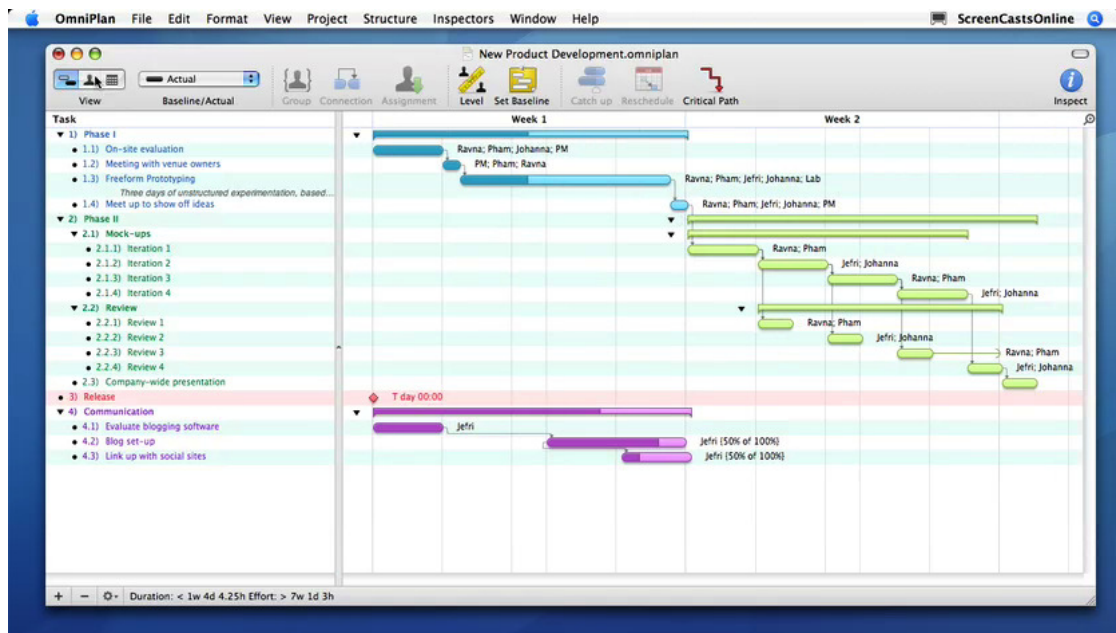 OmniPlan File Edit Format View Project Structure Inspectors Window Help ScreenCastsOnline
New Product Development.omniplan
Actual
View Baseline/Actual Group Connection Assignment Level Set Baseline Catch up Reschedule Critical Path Inspect
Task Week 1 Week 2
1) Phase I
1.1) On-site evaluation Ravna; Pham; Johanna; PM
1.2) Meeting with venue owners PM; Pham; Ravna
1.3) Freeform Prototyping Ravna; Pham; Jefri; Johanna; Lab
Three days of unstructured experimentation, based...
1.4) Meet up to show off ideas Ravna; Pham; Jefri; Johanna; PM
2) Phase II
2.1) Mock-ups
2.1.1) Iteration 1 Ravna; Pham
2.1.2) Iteration 2 Jefri; Johanna
2.1.3) Iteration 3 Ravna; Pham
2.1.4) Iteration 4 Jefri; Johanna
2.2) Review
2.2.1) Review 1 Ravna; Pham
2.2.2) Review 2 Jefri; Johanna
2.2.3) Review 3 Ravna; Pham
2.2.4) Review 4 Jefri; Johanna
2.3) Company-wide presentation
3) Release T day 00:00
4) Communication
4.1) Evaluate blogging software Jefri
4.2) Blog set-up Jefri {50% of 100%}
4.3) Link up with social sites Jefri {50% of 100%}
Duration: < 1w 4d 4.25h Effort: > 7w 1d 3h